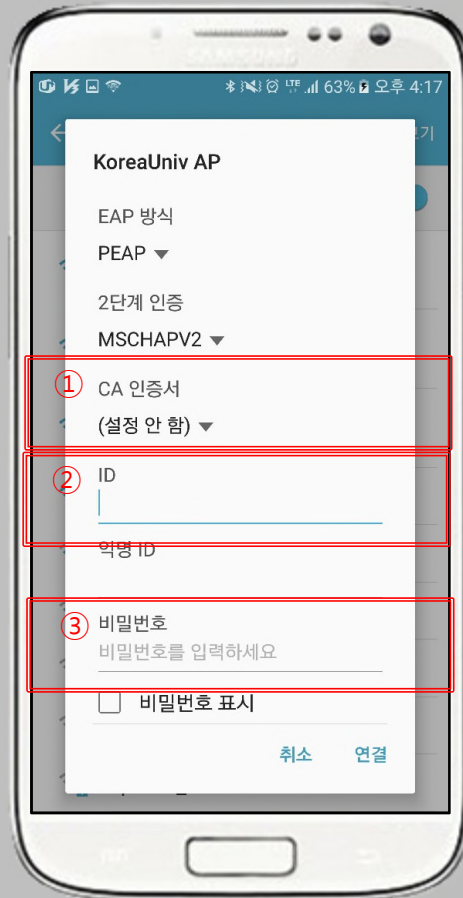 SAMSUNG
LTE 63% 오후 4:17
KoreaUniv AP
EAP 방식
PEAP
2단계 인증
MSCHAPV2
① CA 인증서
(설정 안 함)
② ID
익명 ID
③ 비밀번호
비밀번호를 입력하세요
비밀번호 표시
취소 연결